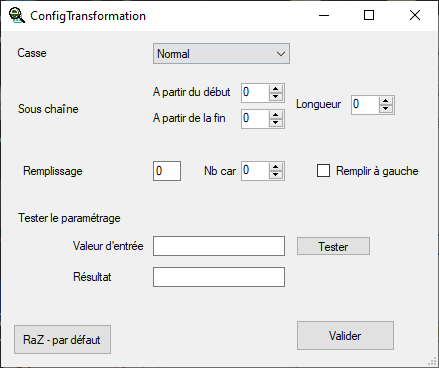 ConfigTransformation
Casse Normal
A partir du début 0
Sous chaîne Longueur 0
A partir de la fin 0
Remplissage 0 Nb car 0 Remplir à gauche
Tester le paramétrage
Valeur d'entrée Tester
Résultat
RaZ - par défaut Valider